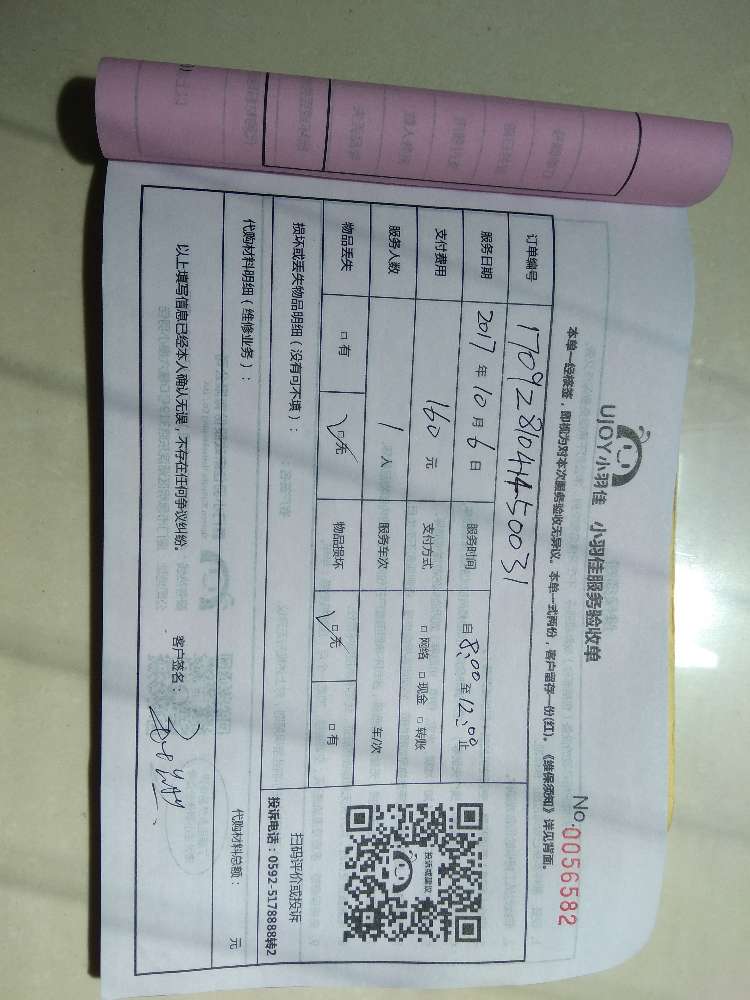 UJOY小羽佳 小羽佳服务验收单 No.0056582
本单一经接签，即视为对本次服务验收无异议。本单一式两份，客户留存一份(红)。《维保须知》详见背面。
订单编号 17092810414450031
服务日期 2017年10月6日 服务时间 自8:00至12:00止
支付费用 160元 支付方式 □网络 □现金 □转账
服务人数 1人 服务车次 车/次
物品丢失 □有 □无 物品损坏 □无 □有
损坏或丢失物品明细（没有可不填）：
代购材料明细（维修业务）： 代购材料总额： 元
以上填写信息已经本人确认无误，不存在任何争议纠纷。 客户签名：
投诉或建议
扫码评价或投诉
投诉电话：0592-5178888转2